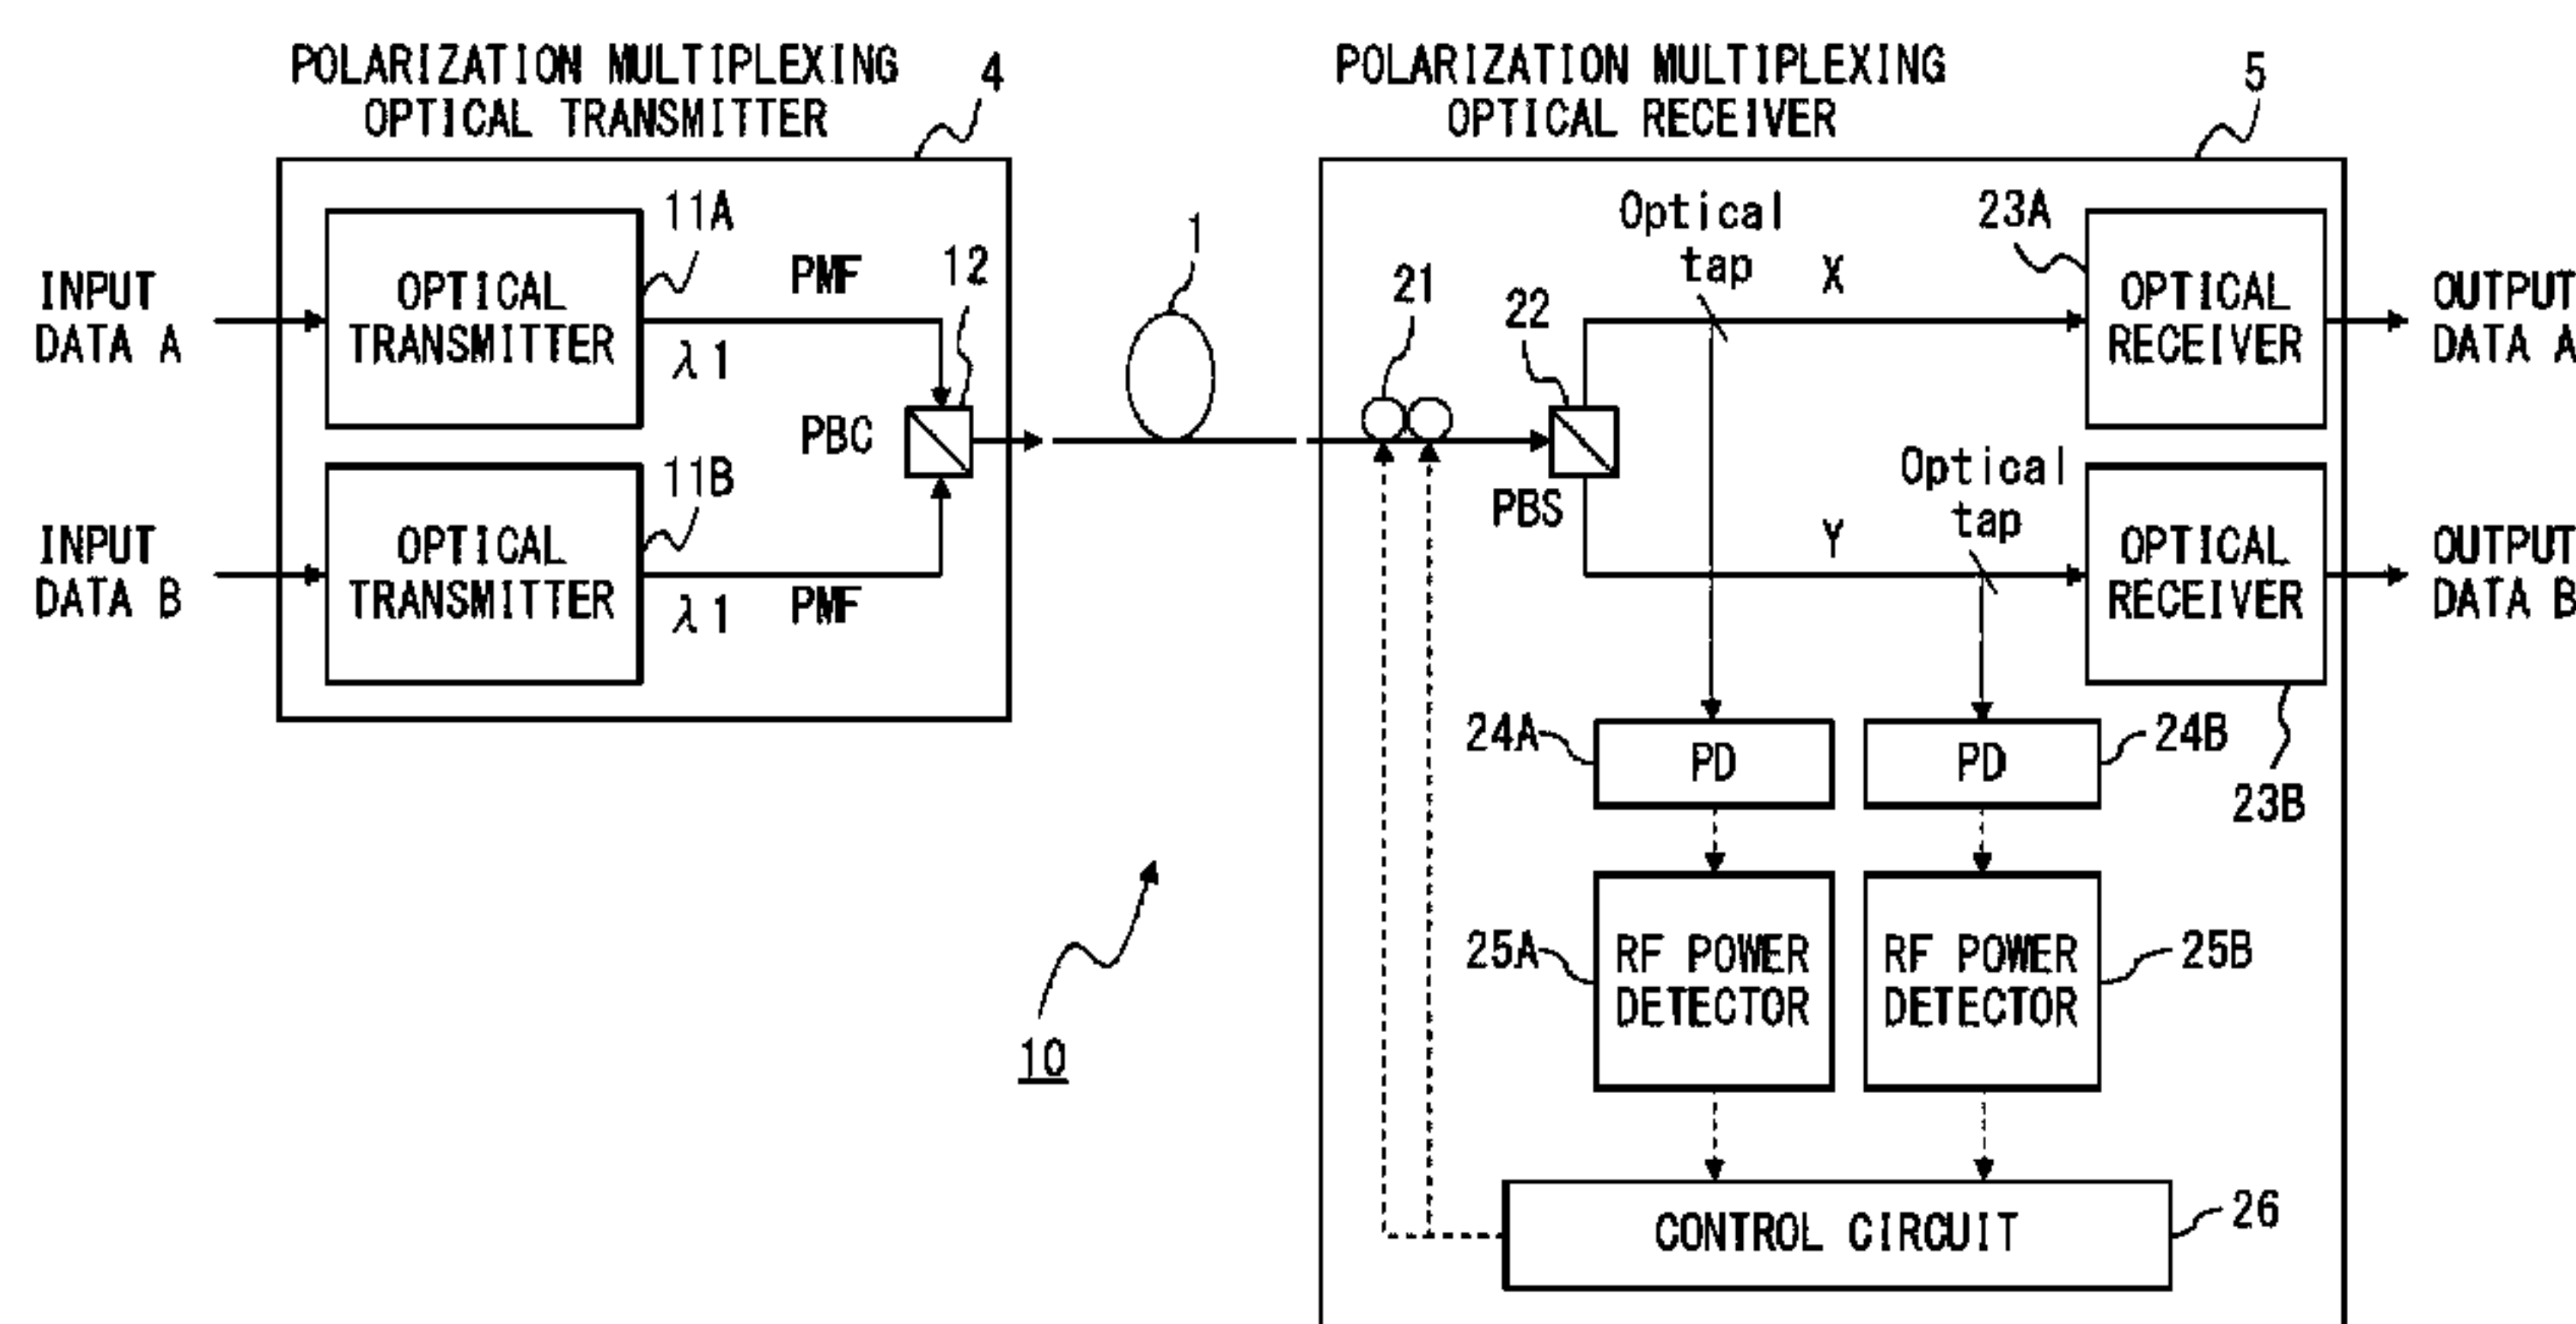 POLARIZATION MULTIPLEXING
OPTICAL TRANSMITTER
4
POLARIZATION MULTIPLEXING
OPTICAL RECEIVER
5
INPUT
DATA A
OPTICAL
TRANSMITTER
11A
PMF
λ1
12
PBC
INPUT
DATA B
OPTICAL
TRANSMITTER
11B
λ1
PMF
1
10
21
22
PBS
Optical
tap
X
23A
OPTICAL
RECEIVER
OUTPUT
DATA A
Optical
tap
Y
OPTICAL
RECEIVER
OUTPUT
DATA B
23B
24A
PD
PD
24B
25A
RF POWER
DETECTOR
RF POWER
DETECTOR
25B
CONTROL CIRCUIT
26